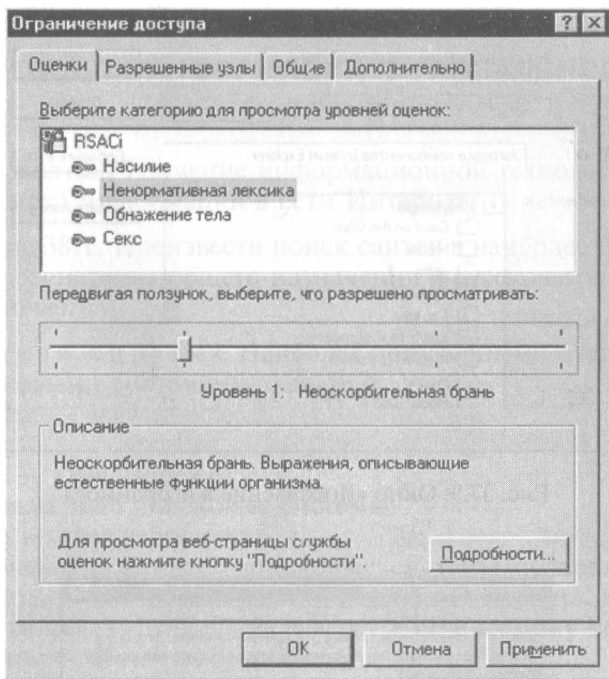 Ограничение доступа
Оценки Разрешенные узлы Общие Дополнительно
Выберите категорию для просмотра уровней оценок:
RSACi
Насилие
Ненормативная лексика
Обнажение тела
Секс
Передвигая ползунок, выберите, что разрешено просматривать:
Уровень 1: Неоскорбительная брань
Описание
Неоскорбительная брань. Выражения, описывающие
естественные функции организма.
Для просмотра веб-страницы службы
оценок нажмите кнопку "Подробности".
Подробности...
OK Отмена Применить